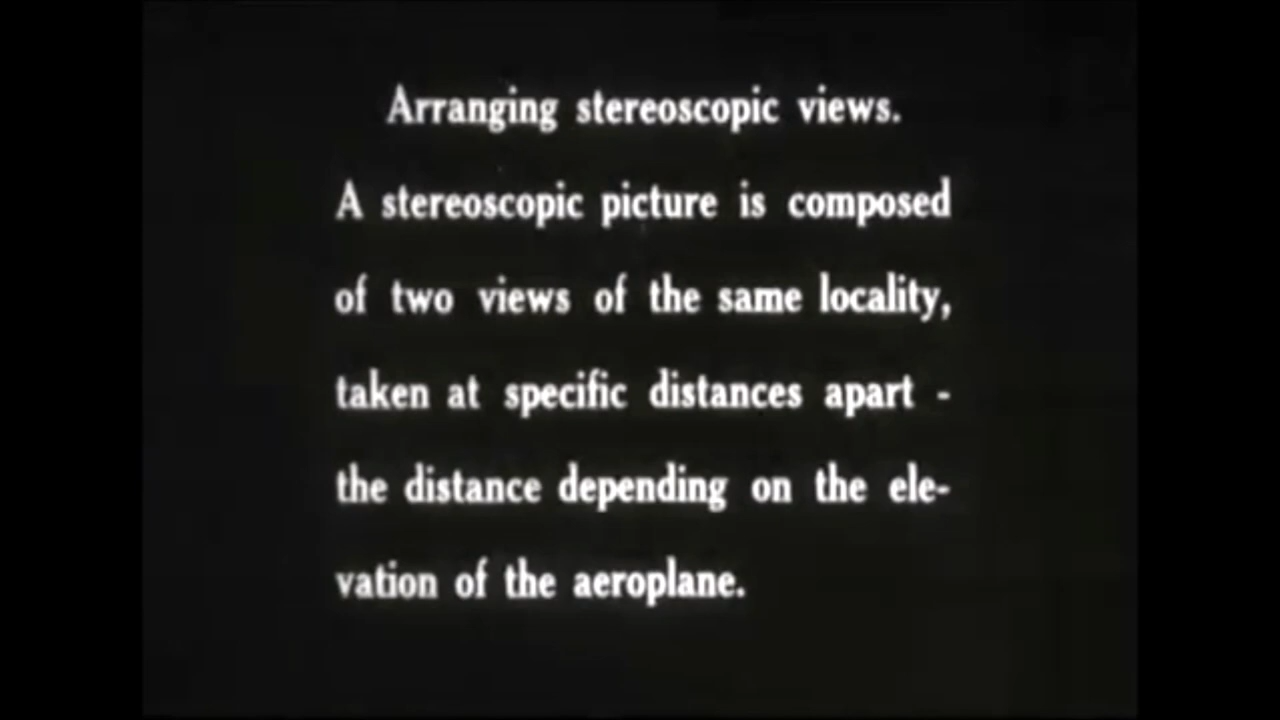 Arranging stereoscopic views.
A stereoscopic picture is composed
of two views of the same locality,
taken at specific distances apart -
the distance depending on the ele-
vation of the aeroplane.